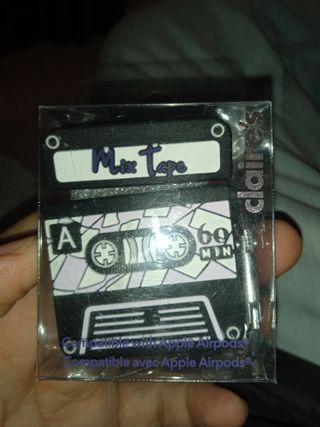 Mix Tape
claire's
A
60
MIN
Compatible with Apple Airpods®
Compatible avec Apple Airpods®